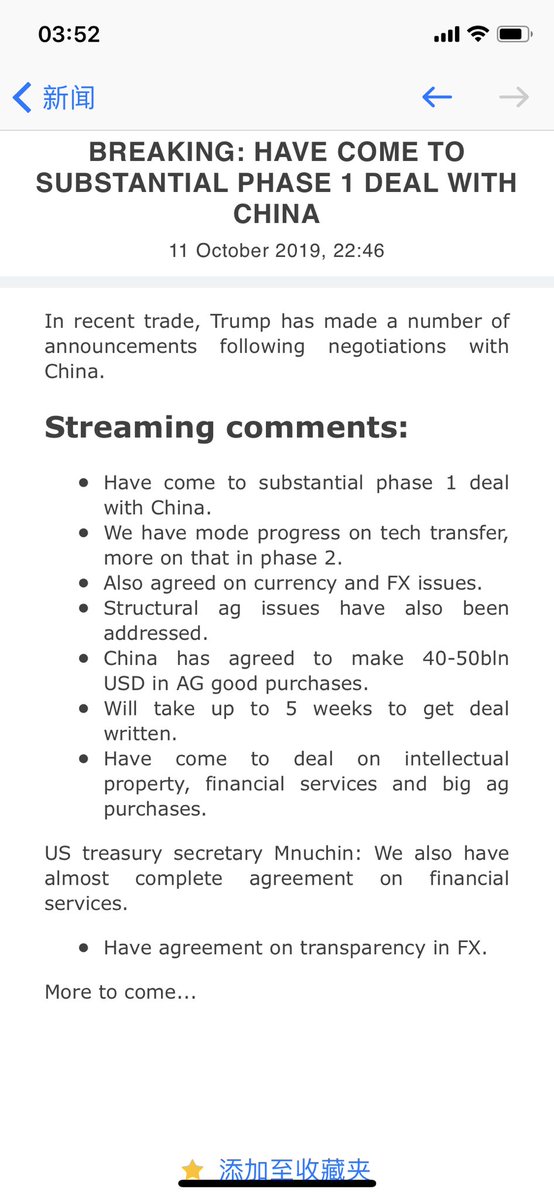 03:52
新闻
BREAKING: HAVE COME TO
SUBSTANTIAL PHASE 1 DEAL WITH
CHINA
11 October 2019, 22:46
In recent trade, Trump has made a number of
announcements following negotiations with
China.
Streaming comments:
• Have come to substantial phase 1 deal
with China.
• We have mode progress on tech transfer,
more on that in phase 2.
• Also agreed on currency and FX issues.
• Structural ag issues have also been
addressed.
• China has agreed to make 40-50bln
USD in AG good purchases.
• Will take up to 5 weeks to get deal
written.
• Have come to deal on intellectual
property, financial services and big ag
purchases.
US treasury secretary Mnuchin: We also have
almost complete agreement on financial
services.
• Have agreement on transparency in FX.
More to come...
添加至收藏夹